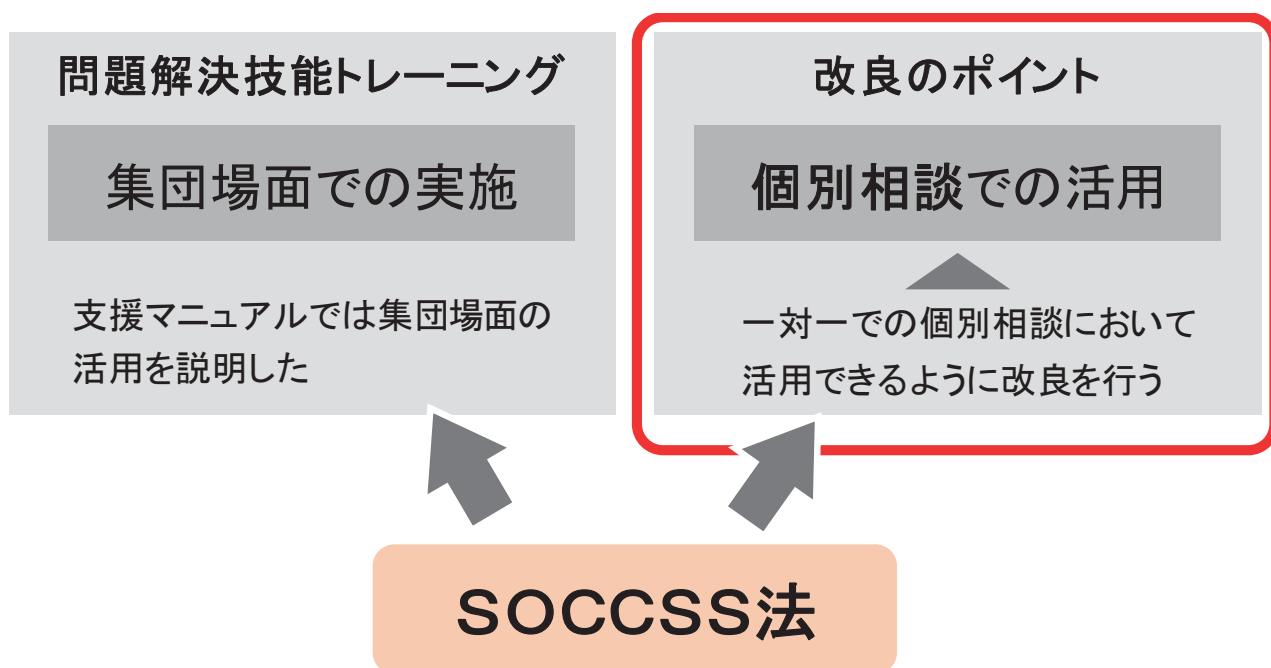 問題解決技能トレーニング
集団場面での実施
支援マニュアルでは集団場面の
活用を説明した
改良のポイント
個別相談での活用
一対一での個別相談において
活用できるように改良を行う
SOCCSS法